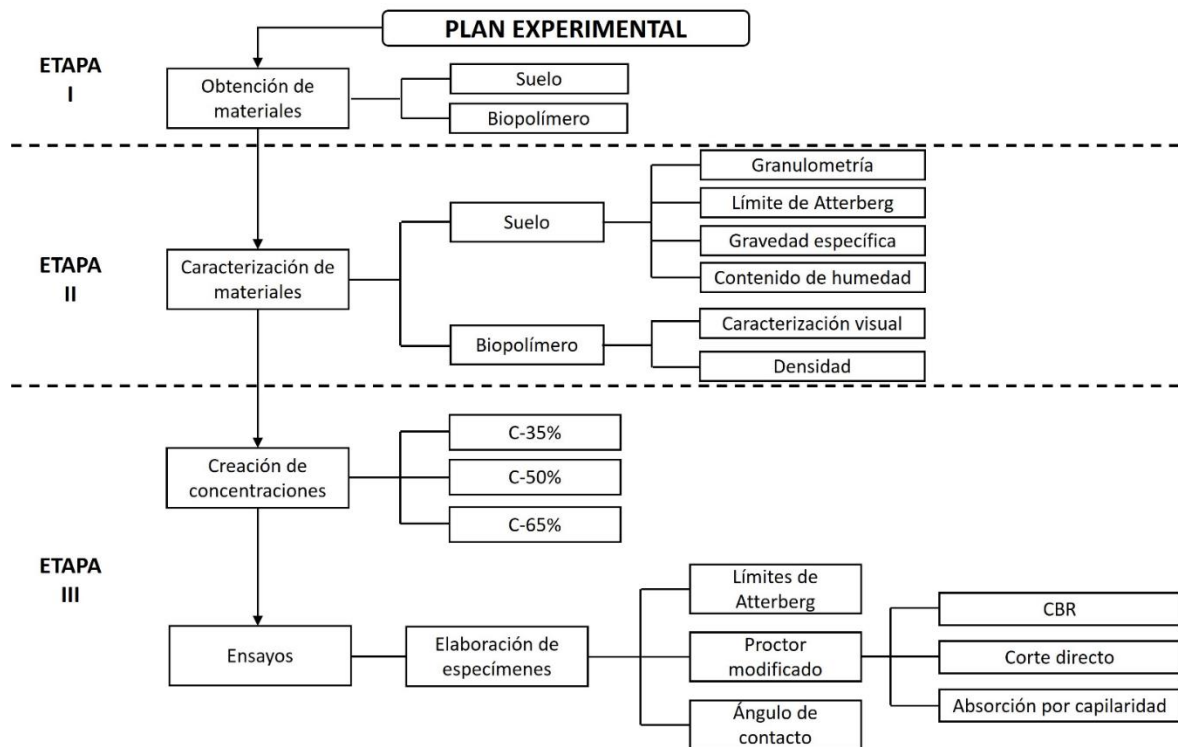 PLAN EXPERIMENTAL
ETAPA
I
Obtención de
materiales
Suelo
Biopolímero
ETAPA
II
Caracterización de
materiales
Suelo
Granulometría
Límite de Atterberg
Gravedad específica
Contenido de humedad
Biopolímero
Caracterización visual
Densidad
ETAPA
III
Creación de
concentraciones
C-35%
C-50%
C-65%
Ensayos
Elaboración de
especímenes
Límites de
Atterberg
Proctor
modificado
Ángulo de
contacto
CBR
Corte directo
Absorción por capilaridad